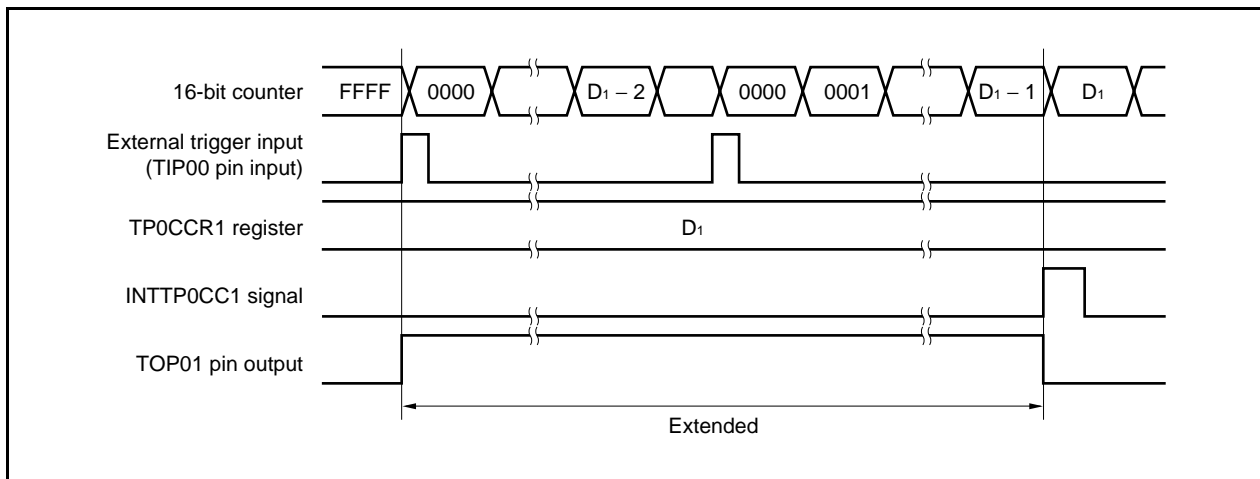 16-bit counter FFFF 0000 D₁ − 2 0000 0001 D₁ − 1 D₁
External trigger input
(TIP00 pin input)
TP0CCR1 register D₁
INTTP0CC1 signal
TOP01 pin output
Extended